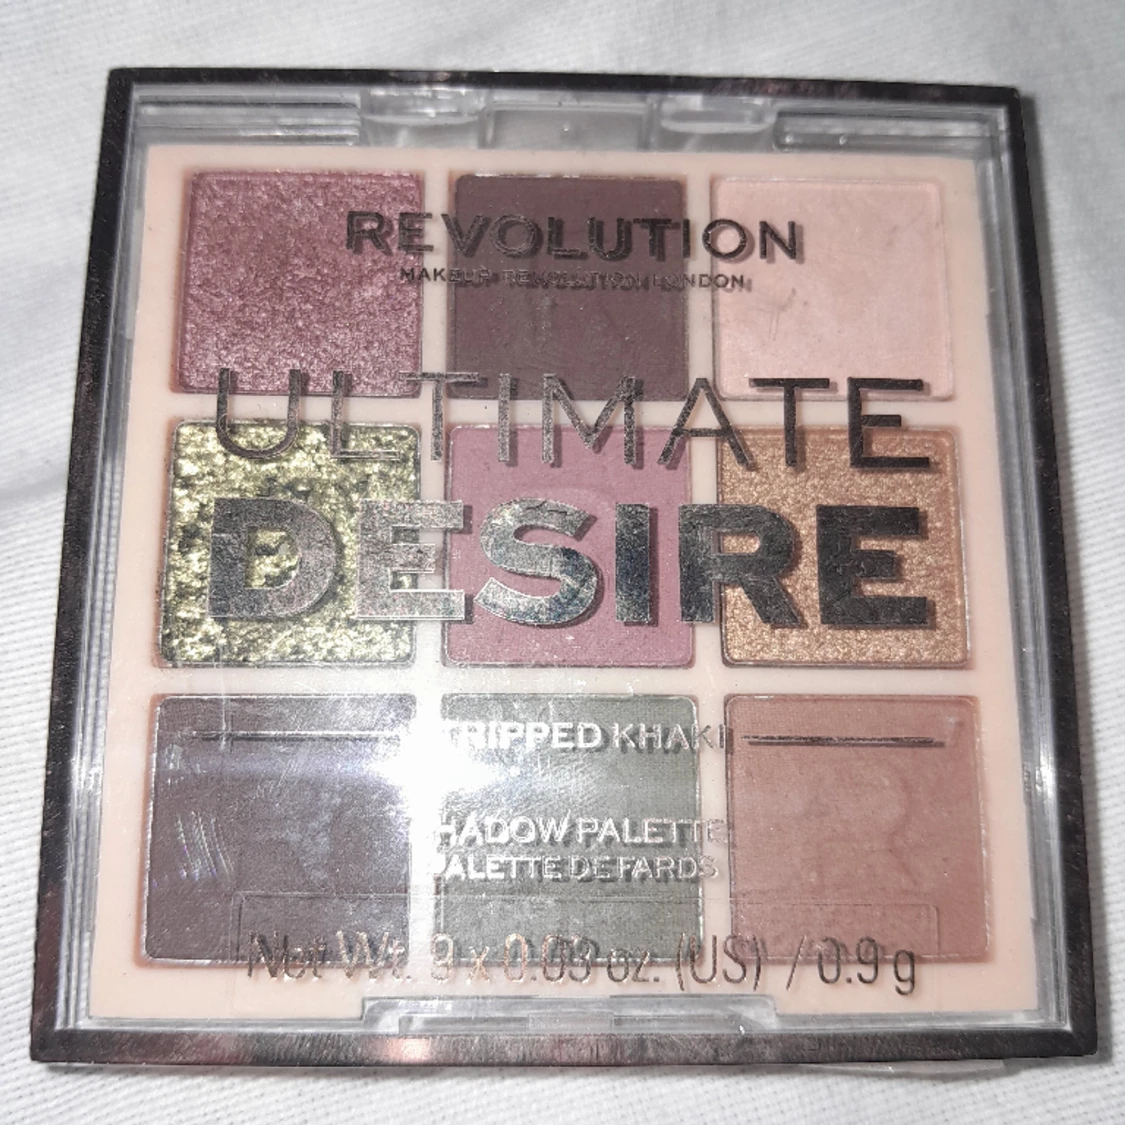 REVOLUTION
MAKEUP REVOLUTION LONDON
ULTIMATE
DESIRE
STRIPPED KHAKI
SHADOW PALETTE
PALETTE DE FARDS
Net Wt. 9 x 0.03 oz. (US) / 0.9 g